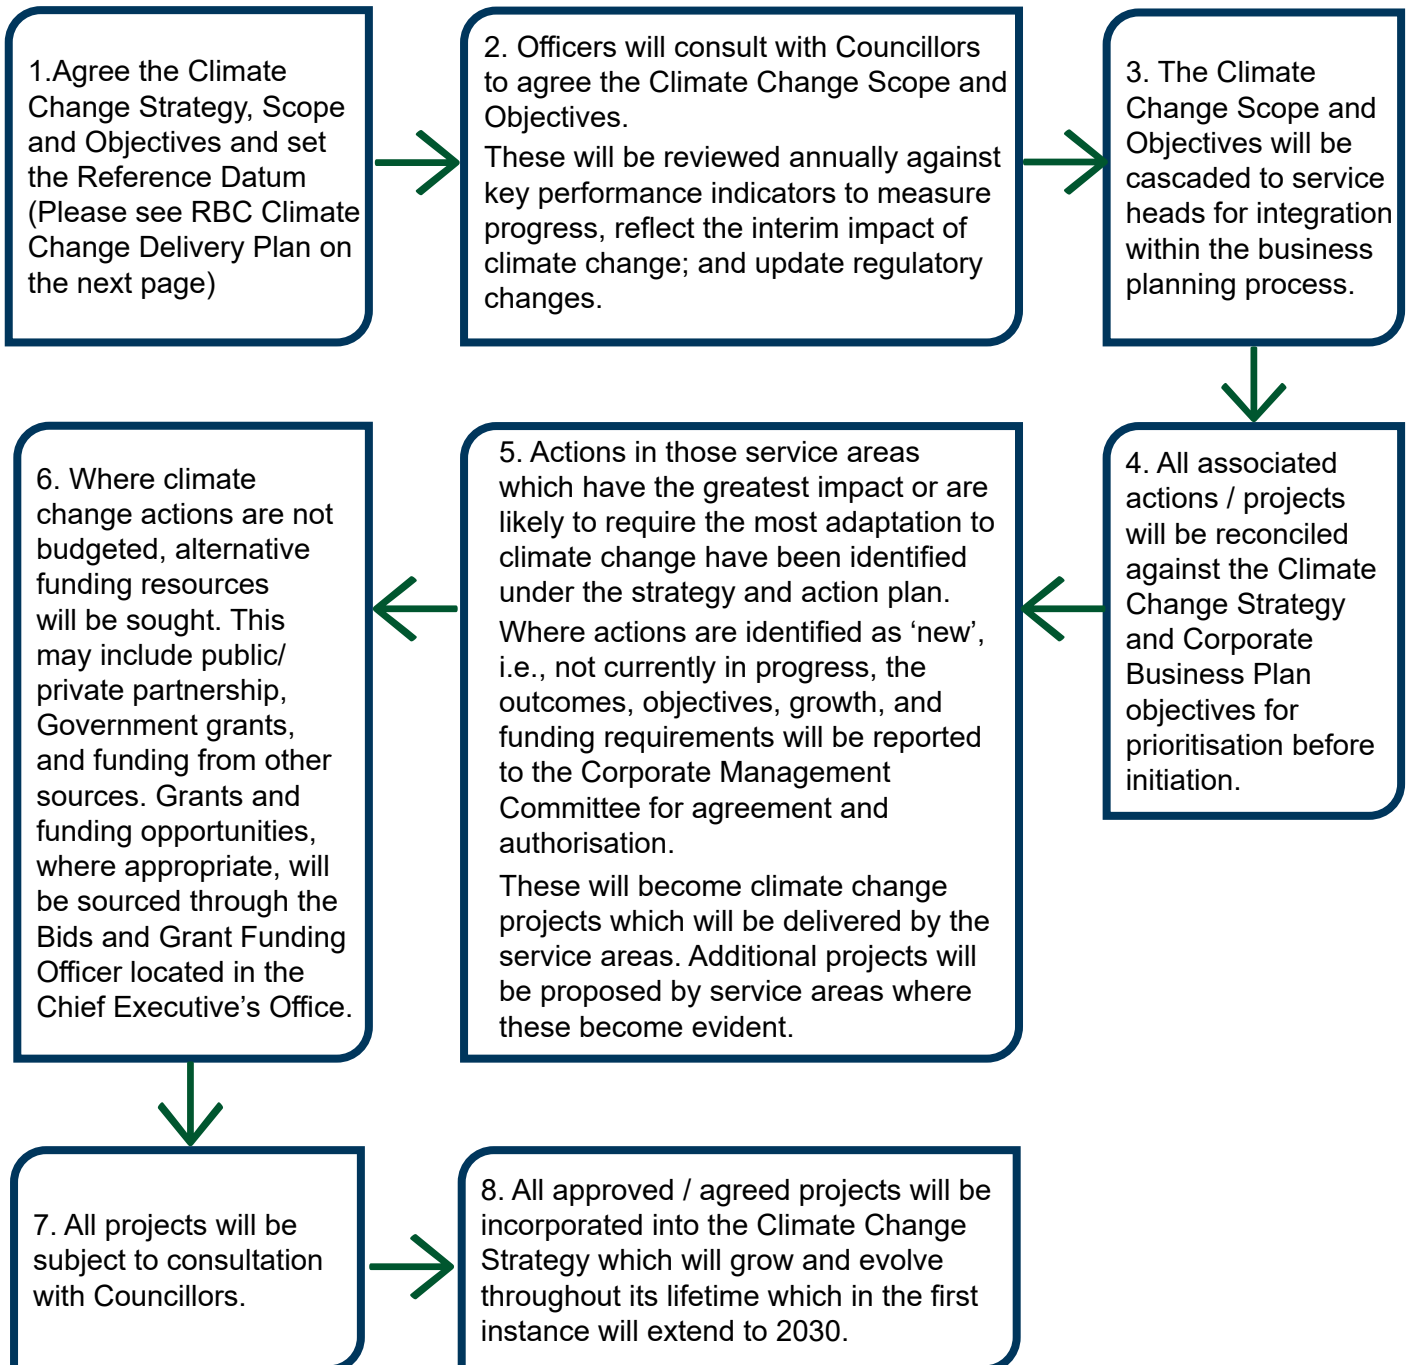 1.Agree the Climate
Change Strategy, Scope
and Objectives and set
the Reference Datum
(Please see RBC Climate
Change Delivery Plan on
the next page)
2. Officers will consult with Councillors
to agree the Climate Change Scope and
Objectives.
These will be reviewed annually against
key performance indicators to measure
progress, reflect the interim impact of
climate change; and update regulatory
changes.
3. The Climate
Change Scope and
Objectives will be
cascaded to service
heads for integration
within the business
planning process.
4. All associated
actions / projects
will be reconciled
against the Climate
Change Strategy
and Corporate
Business Plan
objectives for
prioritisation before
initiation.
5. Actions in those service areas
which have the greatest impact or are
likely to require the most adaptation to
climate change have been identified
under the strategy and action plan.
Where actions are identified as ‘new’,
i.e., not currently in progress, the
outcomes, objectives, growth, and
funding requirements will be reported
to the Corporate Management
Committee for agreement and
authorisation.
These will become climate change
projects which will be delivered by the
service areas. Additional projects will
be proposed by service areas where
these become evident.
6. Where climate
change actions are not
budgeted, alternative
funding resources
will be sought. This
may include public/
private partnership,
Government grants,
and funding from other
sources. Grants and
funding opportunities,
where appropriate, will
be sourced through the
Bids and Grant Funding
Officer located in the
Chief Executive’s Office.
7. All projects will be
subject to consultation
with Councillors.
8. All approved / agreed projects will be
incorporated into the Climate Change
Strategy which will grow and evolve
throughout its lifetime which in the first
instance will extend to 2030.